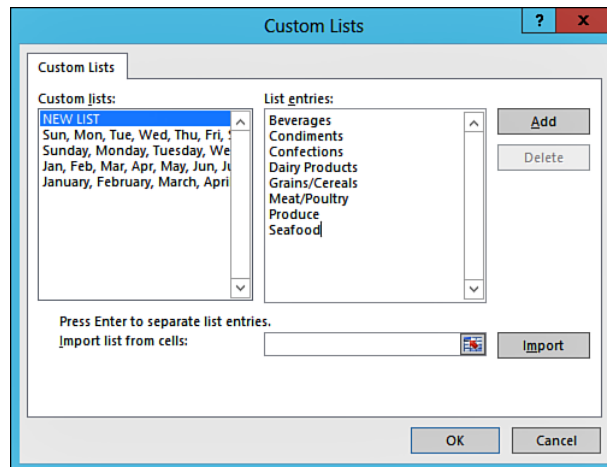 Custom Lists
? x
Custom Lists
Custom lists:
NEW LIST
Sun, Mon, Tue, Wed, Thu, Fri,
Sunday, Monday, Tuesday, We
Jan, Feb, Mar, Apr, May, Jun,
January, February, March, Apri
List entries:
Beverages
Condiments
Confections
Dairy Products
Grains/Cereals
Meat/Poultry
Produce
Seafood
Add
Delete
Press Enter to separate list entries.
Import list from cells:
Import
OK
Cancel